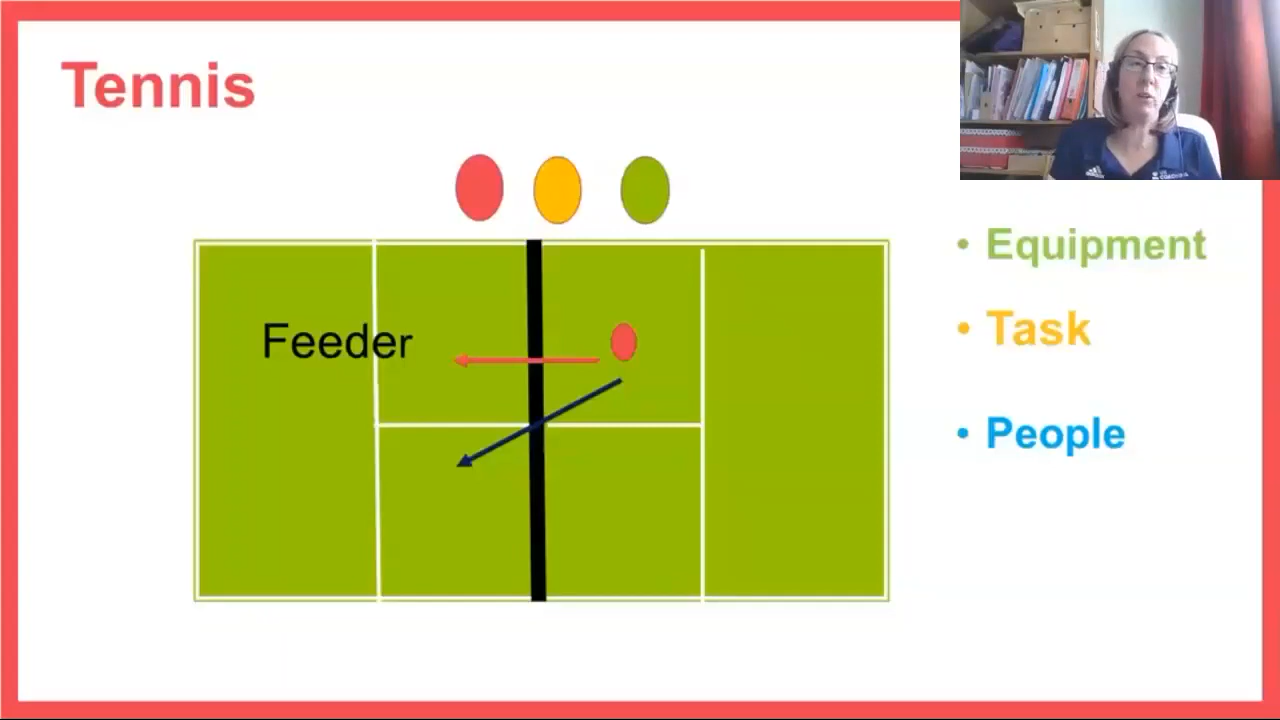 Tennis
Feeder
• Equipment
• Task
• People